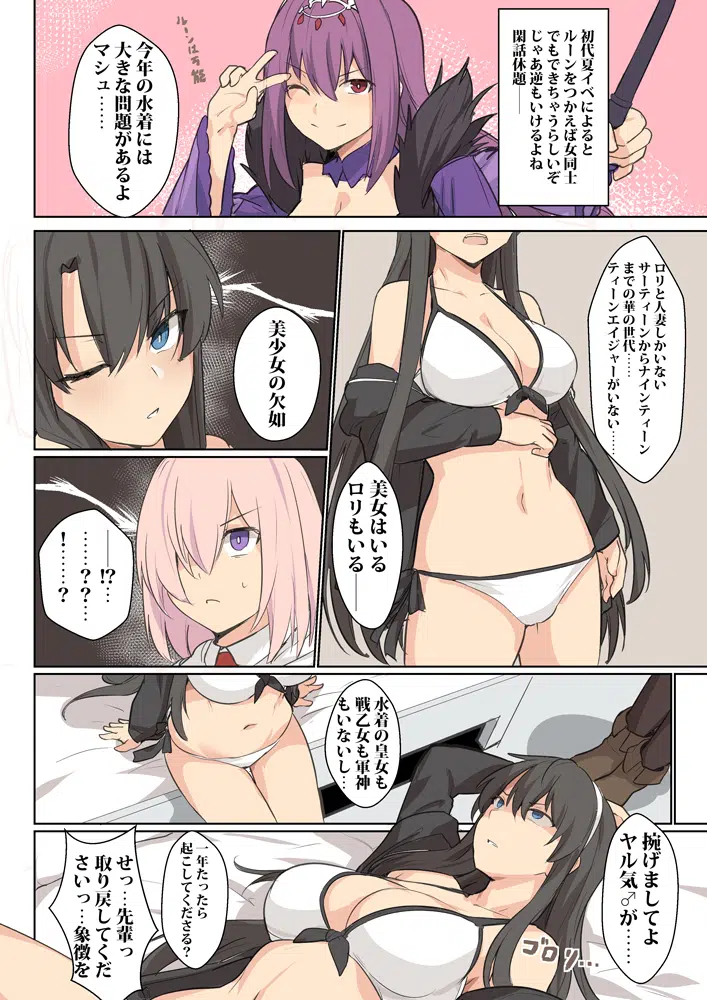 初代夏イベによると
ルーンをつかえば女同士
でもできちゃうらしいぞ
じゃあ逆もいけるよね
閑話休題――
ルーンは万能
今年の水着には
大きな問題があるよ
マシュ……
ロリと人妻しかいない
サーティーンからナインティーン
までの華の世代……
ティーンエイジャーがいない……
美女はいる
ロリもいる――
美少女の欠如
――!?…
……??…
！……？
水着の皇女も
戦乙女も軍神
もいないし…
捥げましてよ
ヤル気♂が……
ゴロリ…
一年たったら
起こしてくださる？
せっ…先輩っ
取り戻してくだ
さいっ…象徴を